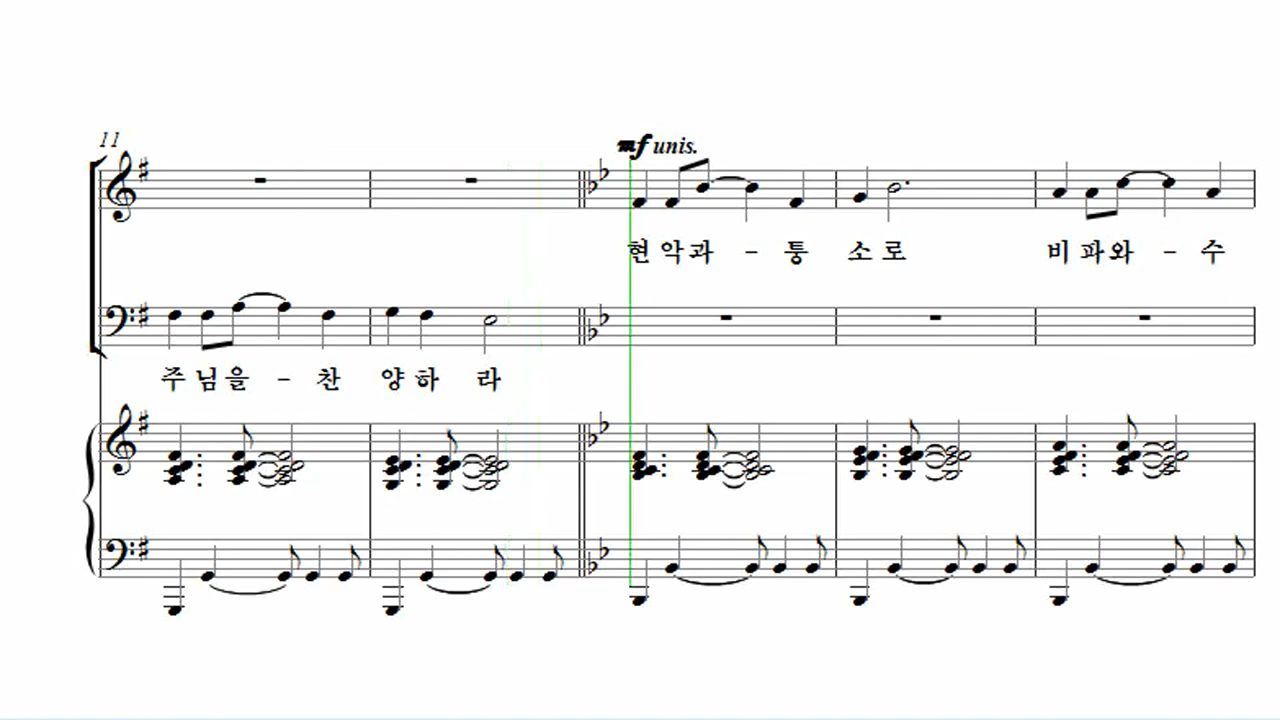 11
mf unis.
현악과 - 퉁 소로 비파와 - 수
주님을 - 찬 양하 라